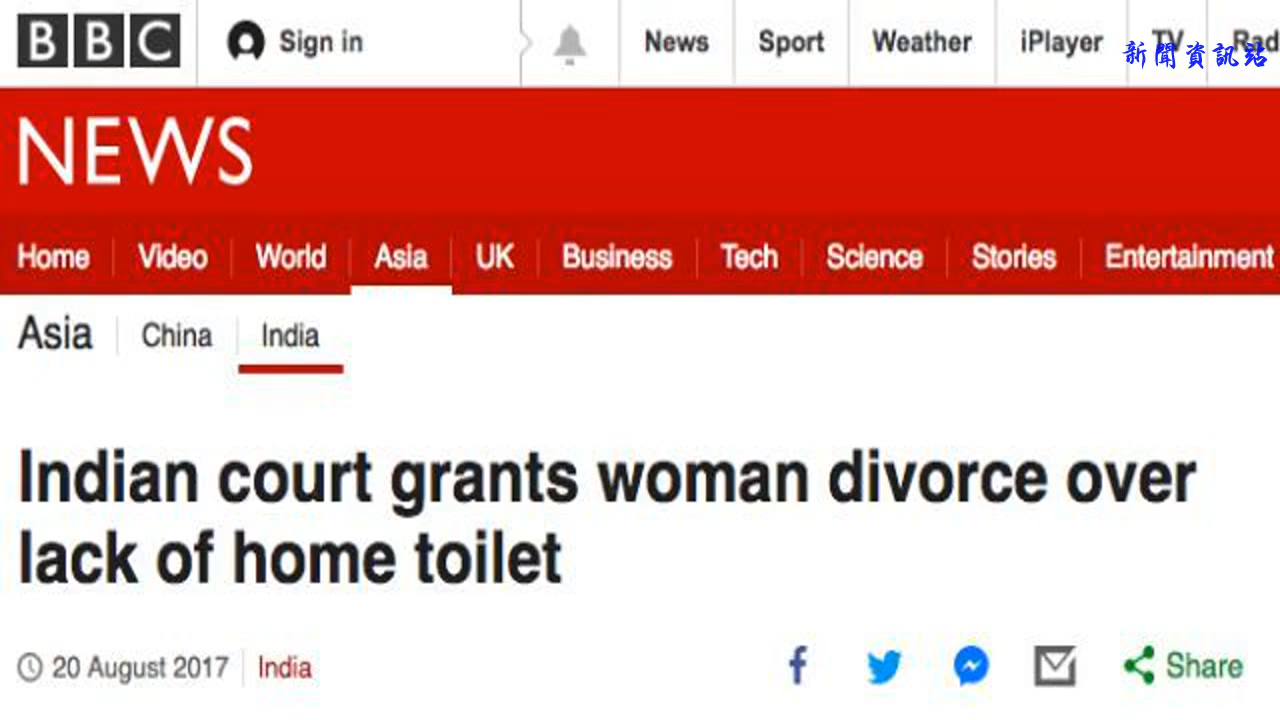 BBC Sign in News Sport Weather iPlayer TV Rad
新聞資訊站
NEWS
Home Video World Asia UK Business Tech Science Stories Entertainment
Asia China India
Indian court grants woman divorce over
lack of home toilet
20 August 2017 India Share